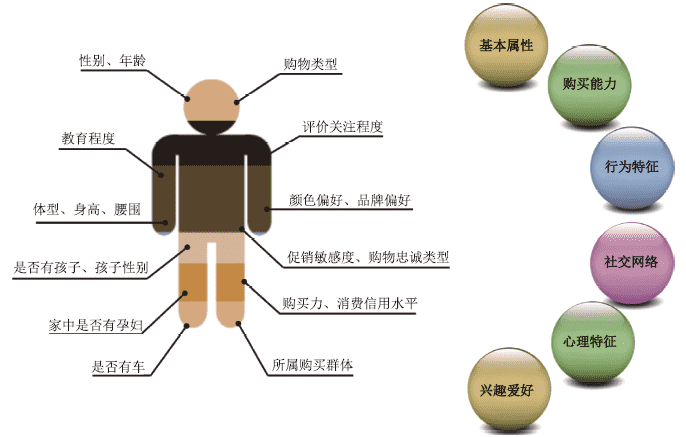 性别、年龄
购物类型
教育程度
评价关注程度
体型、身高、腰围
颜色偏好、品牌偏好
是否有孩子、孩子性别
促销敏感度、购物忠诚类型
家中是否有孕妇
购买力、消费信用水平
是否有车
所属购买群体
基本属性
购买能力
行为特征
社交网络
心理特征
兴趣爱好